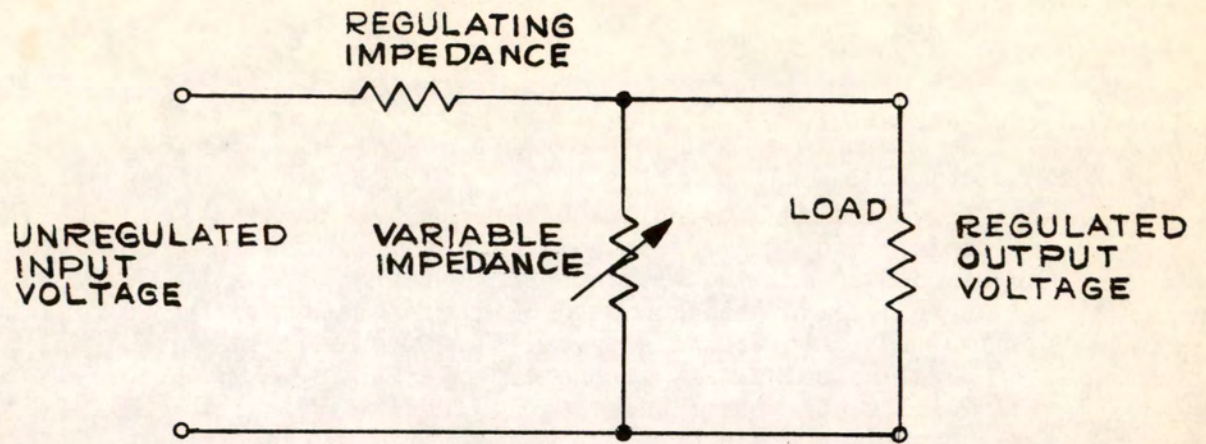 REGULATING
IMPEDANCE
UNREGULATED
INPUT
VOLTAGE
VARIABLE
IMPEDANCE
LOAD
REGULATED
OUTPUT
VOLTAGE